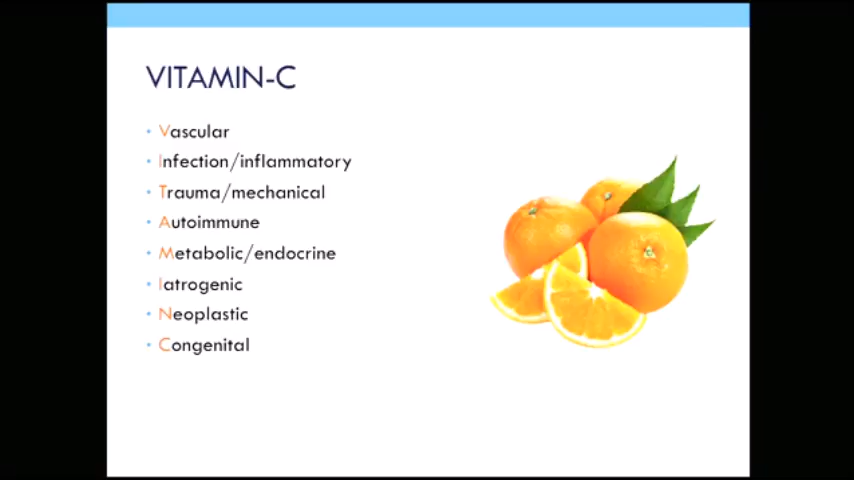 VITAMIN-C
• Vascular
• Infection/inflammatory
• Trauma/mechanical
• Autoimmune
• Metabolic/endocrine
• Iatrogenic
• Neoplastic
• Congenital